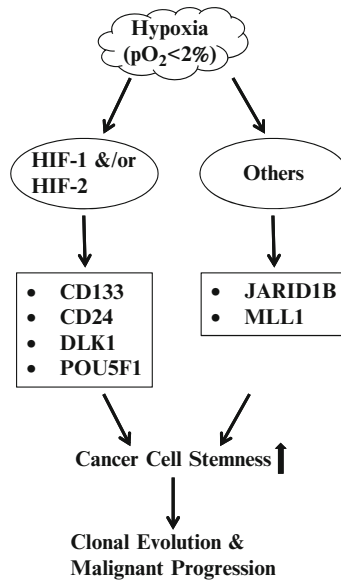 Hypoxia
(pO₂<2%)
HIF-1 &/or
HIF-2
Others
• CD133
• CD24
• DLK1
• POU5F1
• JARID1B
• MLL1
Cancer Cell Stemness
Clonal Evolution &
Malignant Progression